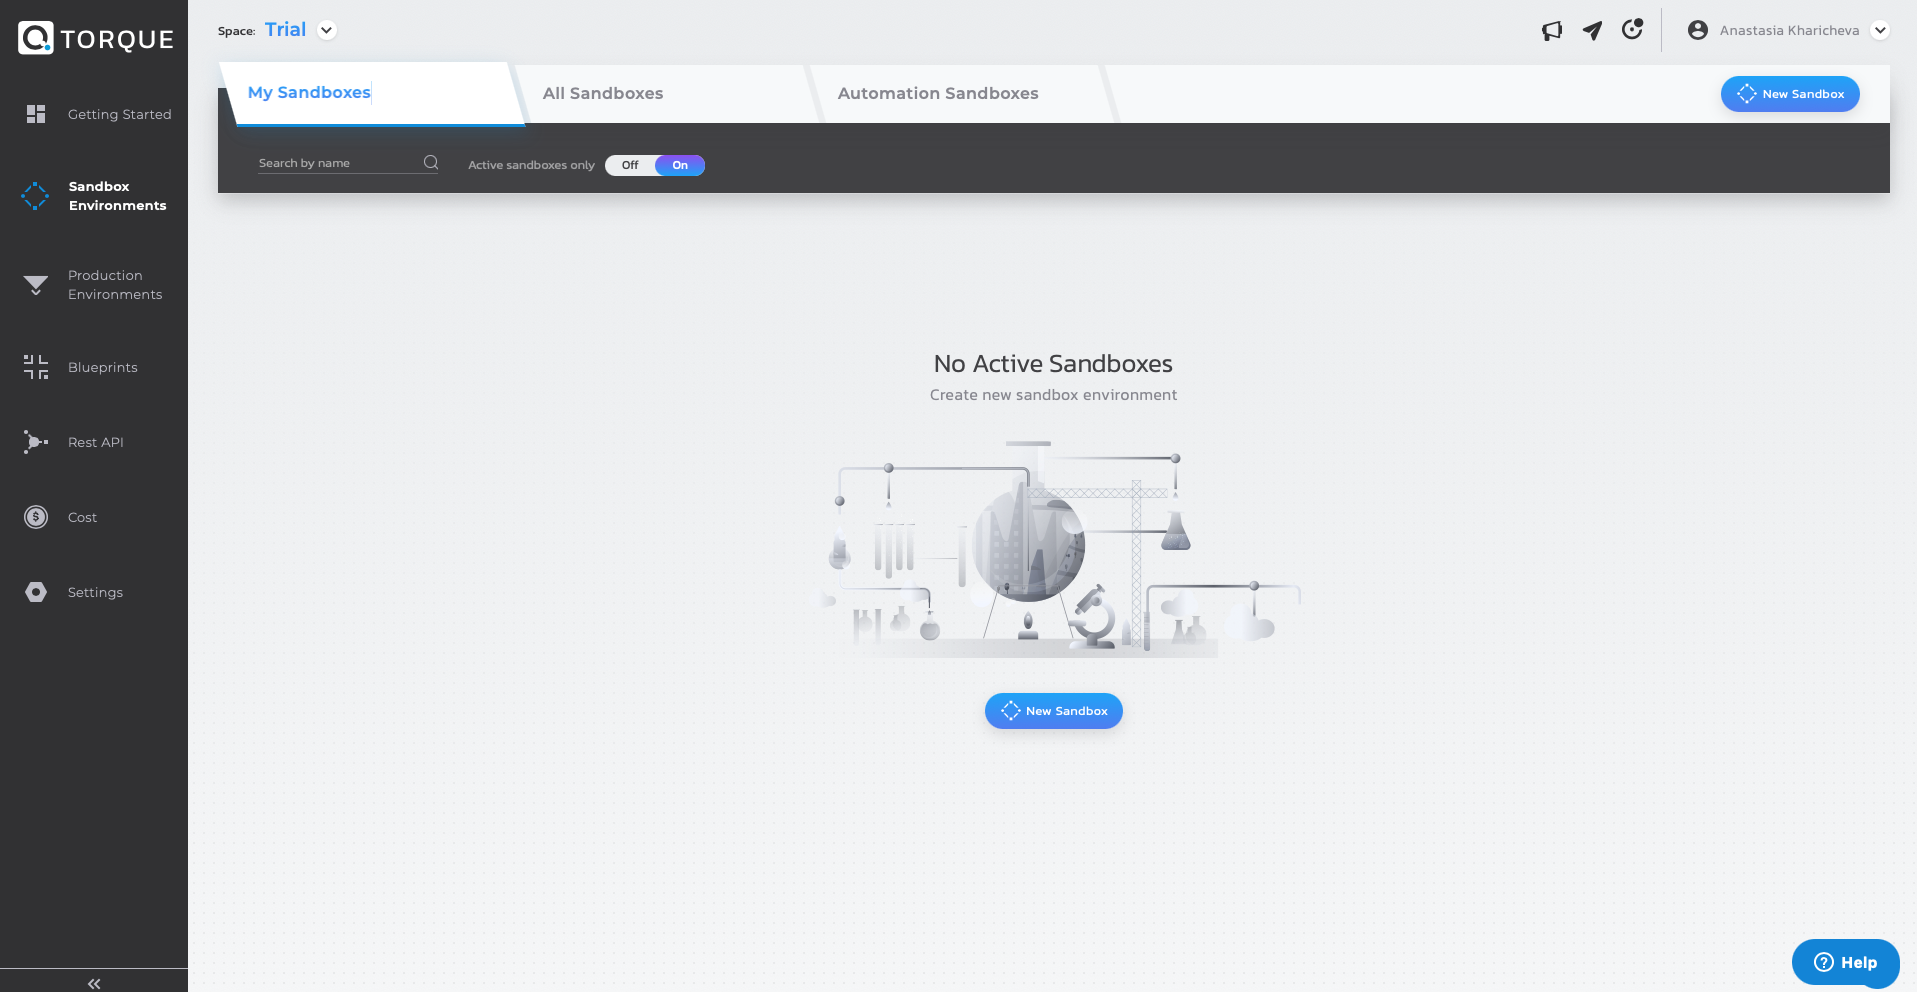 TORQUE
Space: Trial
Anastasia Kharicheva
My Sandboxes
All Sandboxes
Automation Sandboxes
New Sandbox
Search by name
Active sandboxes only
Off
On
Getting Started
Sandbox
Environments
Production
Environments
Blueprints
Rest API
Cost
Settings
No Active Sandboxes
Create new sandbox environment
New Sandbox
Help